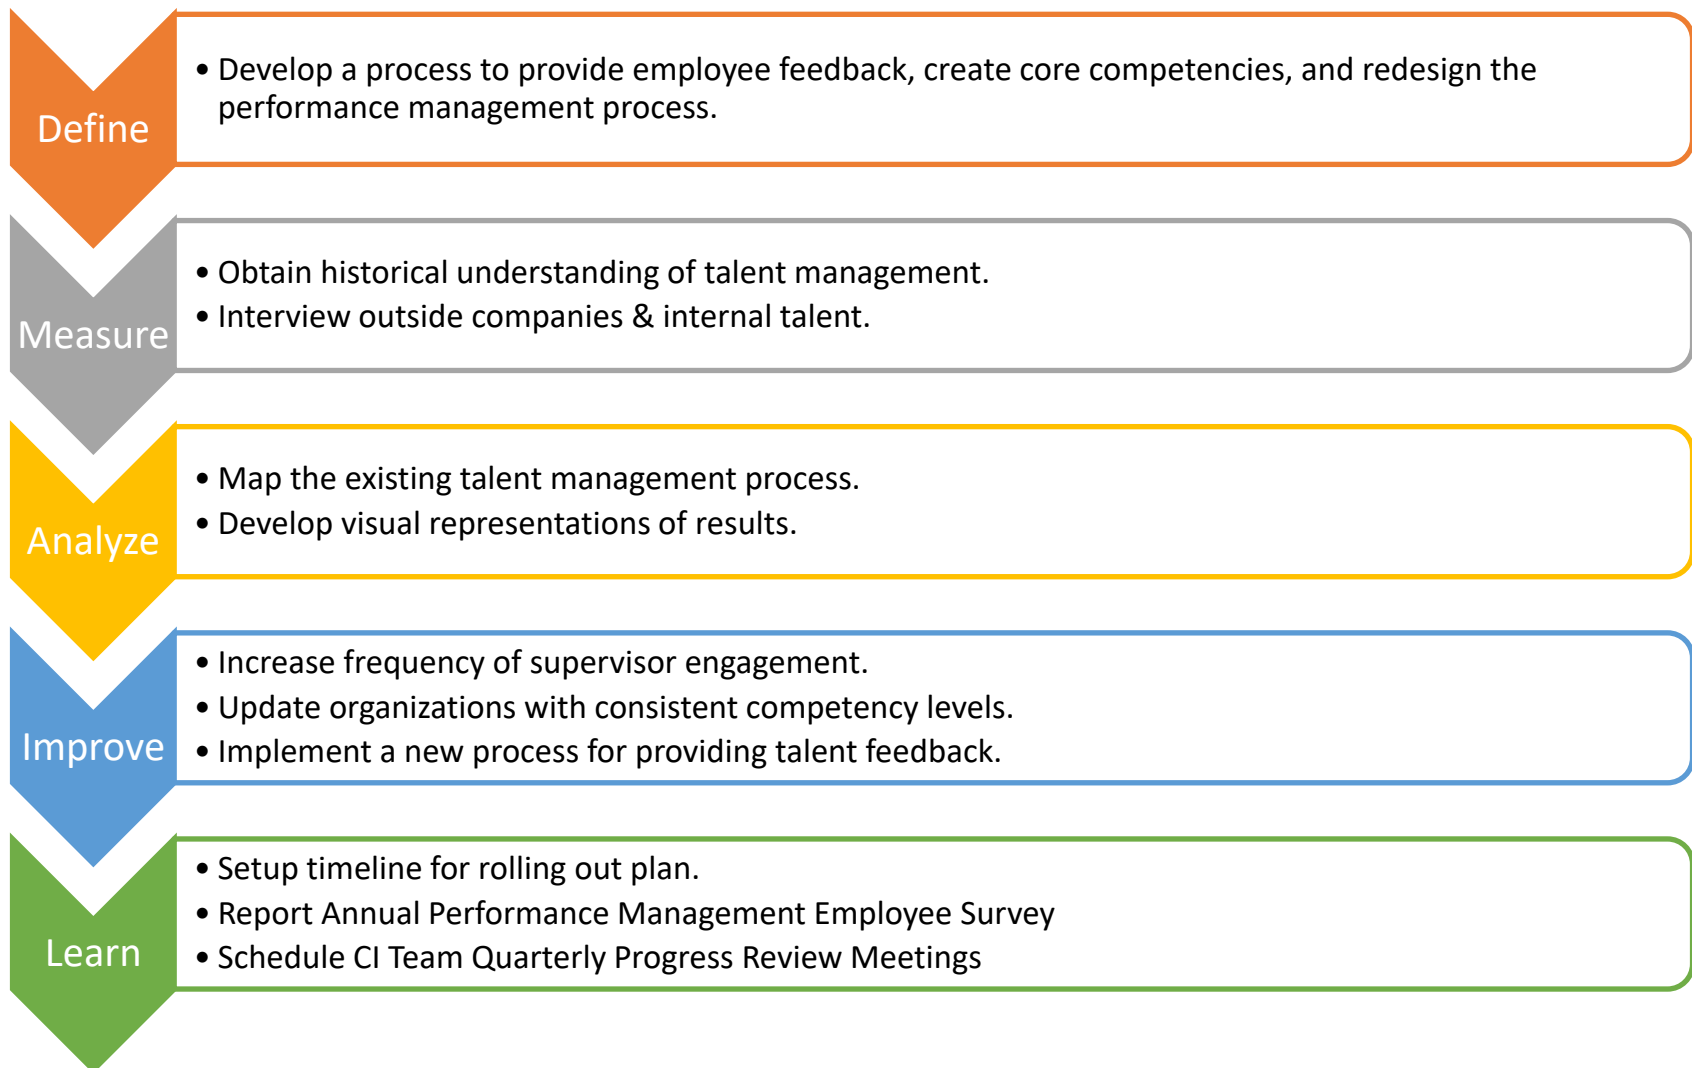 Define
• Develop a process to provide employee feedback, create core competencies, and redesign the
performance management process.
Measure
• Obtain historical understanding of talent management.
• Interview outside companies & internal talent.
Analyze
• Map the existing talent management process.
• Develop visual representations of results.
Improve
• Increase frequency of supervisor engagement.
• Update organizations with consistent competency levels.
• Implement a new process for providing talent feedback.
Learn
• Setup timeline for rolling out plan.
• Report Annual Performance Management Employee Survey
• Schedule CI Team Quarterly Progress Review Meetings